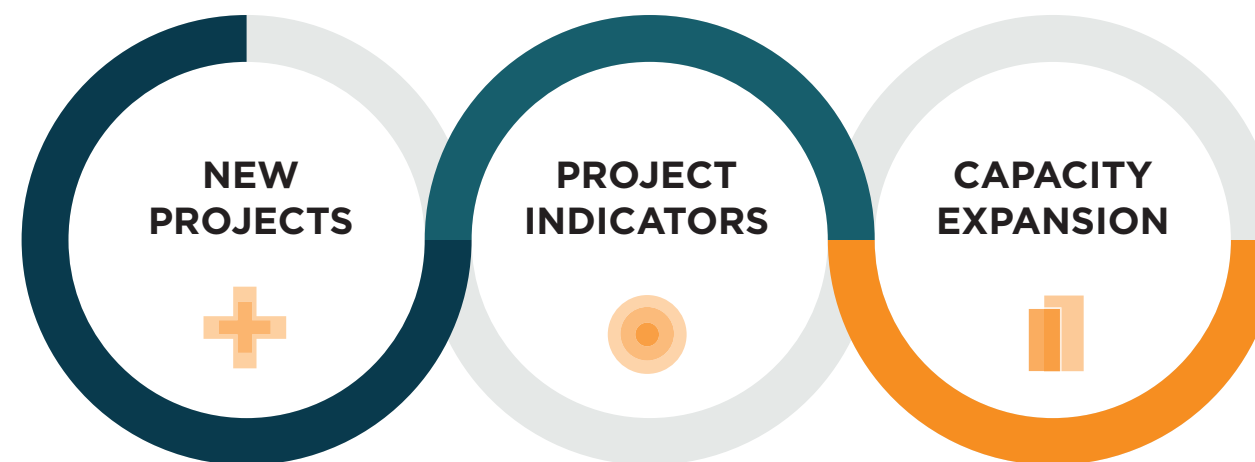 NEW
PROJECTS
PROJECT
INDICATORS
CAPACITY
EXPANSION